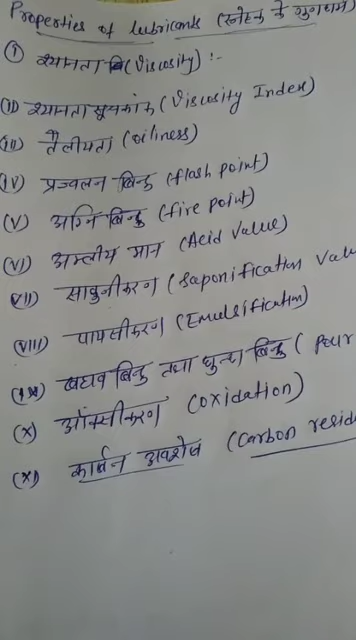 Properties of lubricants (स्नेहक के गुणधर्म
(i) श्यानता (Viscosity) :-
(ii) श्यानता सूचकांक (Viscosity Index)
(iii) तैलीयता (oiliness)
(iv) प्रज्वलन बिन्दु (flash point)
(v) अग्नि बिन्दु (fire point)
(vi) अम्लीय मान (Acid Value)
(vii) साबुनीकरण (Saponification Valu
(viii) पायसीकरण (Emulsification)
(ix) बहाव बिन्दु तथा धुन्ध बिन्दु ( pour
(x) ऑक्सीकरण (oxidation)
(xi) कार्बन अवशेष (Carbon resid